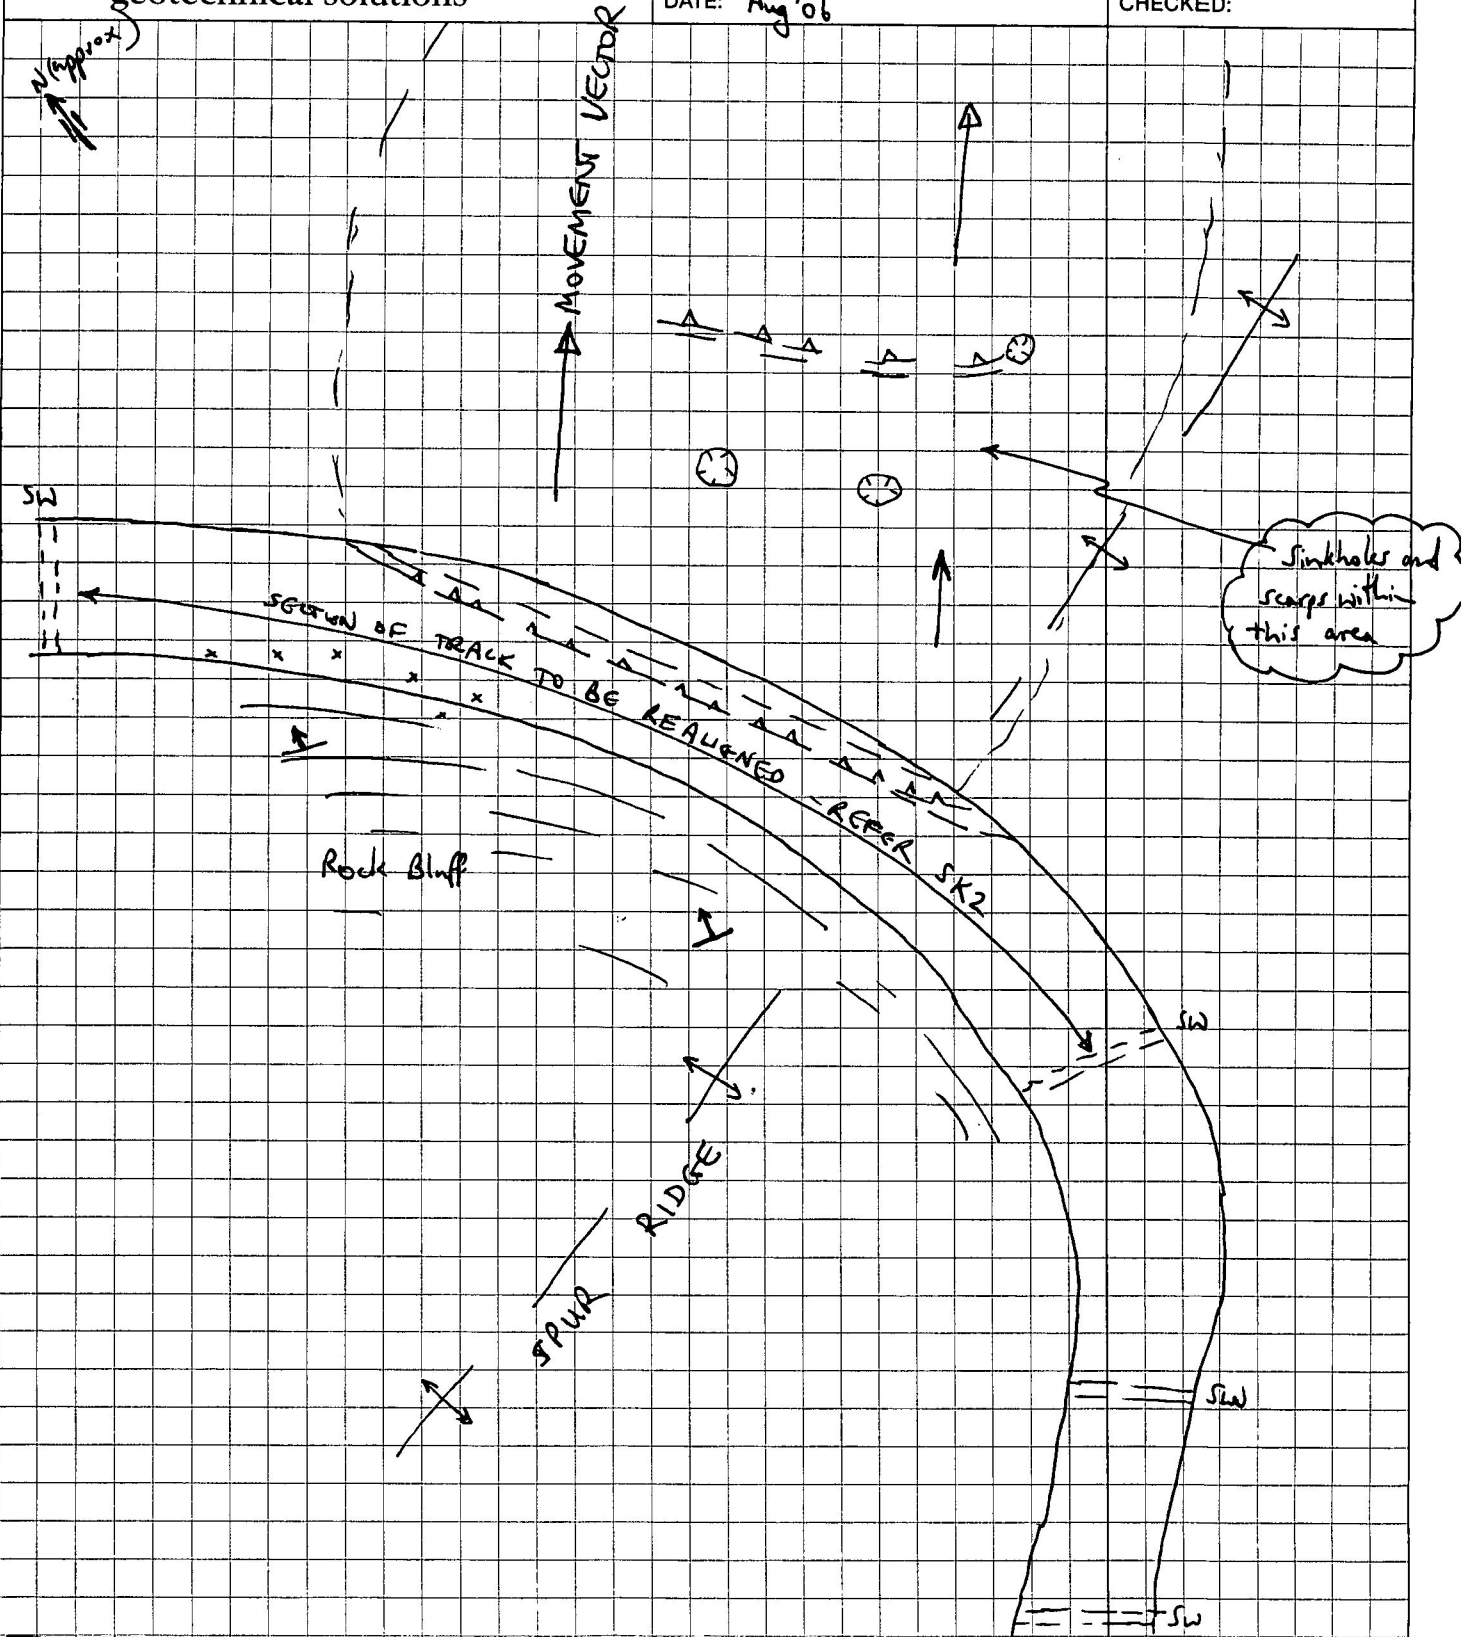 geotechnical solutions
DATE: Aug '06
CHECKED:
N (approx)
MOVEMENT VECTOR
SW
Sinkholes and
scarps within
this area
SECTION OF TRACK TO BE REALIGNED - REFER SK2
Rock Bluff
SW
SPUR RIDGE
SW
SW